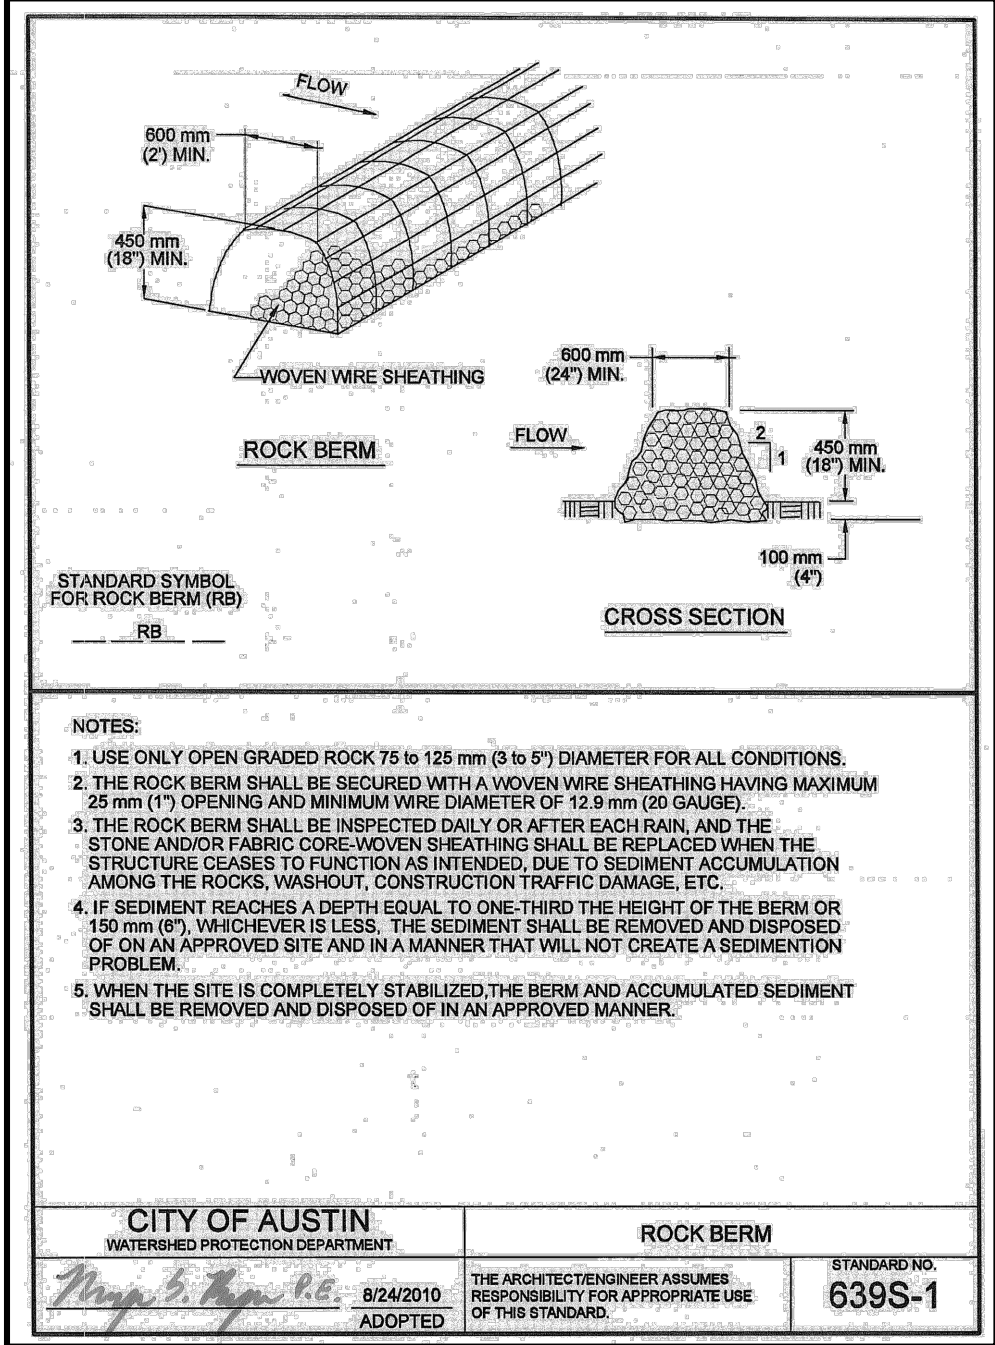 FLOW
600 mm
(2') MIN.
450 mm
(18") MIN.
WOVEN WIRE SHEATHING
ROCK BERM
600 mm
(24") MIN.
FLOW
2
1
450 mm
(18") MIN.
100 mm
(4")
CROSS SECTION
STANDARD SYMBOL
FOR ROCK BERM (RB)
RB
NOTES:
1. USE ONLY OPEN GRADED ROCK 75 to 125 mm (3 to 5") DIAMETER FOR ALL CONDITIONS.
2. THE ROCK BERM SHALL BE SECURED WITH A WOVEN WIRE SHEATHING HAVING MAXIMUM
25 mm (1") OPENING AND MINIMUM WIRE DIAMETER OF 12.9 mm (20 GAUGE).
3. THE ROCK BERM SHALL BE INSPECTED DAILY OR AFTER EACH RAIN, AND THE
STONE AND/OR FABRIC CORE-WOVEN SHEATHING SHALL BE REPLACED WHEN THE
STRUCTURE CEASES TO FUNCTION AS INTENDED, DUE TO SEDIMENT ACCUMULATION
AMONG THE ROCKS, WASHOUT, CONSTRUCTION TRAFFIC DAMAGE, ETC.
4. IF SEDIMENT REACHES A DEPTH EQUAL TO ONE-THIRD THE HEIGHT OF THE BERM OR
150 mm (6"), WHICHEVER IS LESS, THE SEDIMENT SHALL BE REMOVED AND DISPOSED
OF ON AN APPROVED SITE AND IN A MANNER THAT WILL NOT CREATE A SEDIMENTION
PROBLEM.
5. WHEN THE SITE IS COMPLETELY STABILIZED,THE BERM AND ACCUMULATED SEDIMENT
SHALL BE REMOVED AND DISPOSED OF IN AN APPROVED MANNER.
CITY OF AUSTIN
WATERSHED PROTECTION DEPARTMENT
ROCK BERM
P.E.
8/24/2010
ADOPTED
THE ARCHITECT/ENGINEER ASSUMES
RESPONSIBILITY FOR APPROPRIATE USE
OF THIS STANDARD.
STANDARD NO.
639S-1